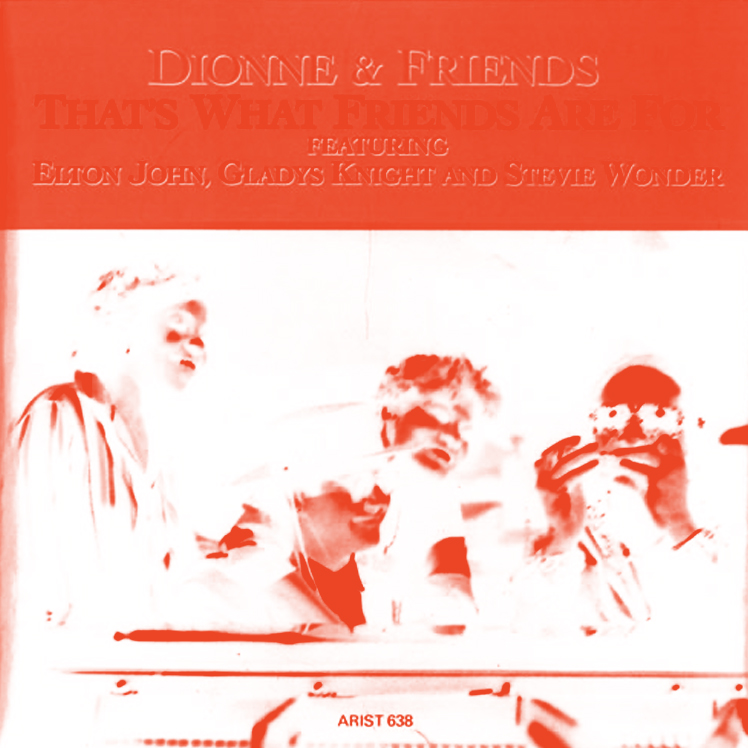 DIONNE & FRIENDS
THAT'S WHAT FRIENDS ARE FOR
FEATURING
ELTON JOHN, GLADYS KNIGHT AND STEVIE WONDER
ARIST 638